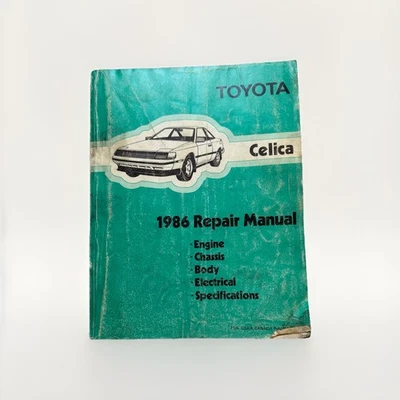 TOYOTA
Celica
1986 Repair Manual
·Engine
·Chassis
·Body
·Electrical
·Specifications